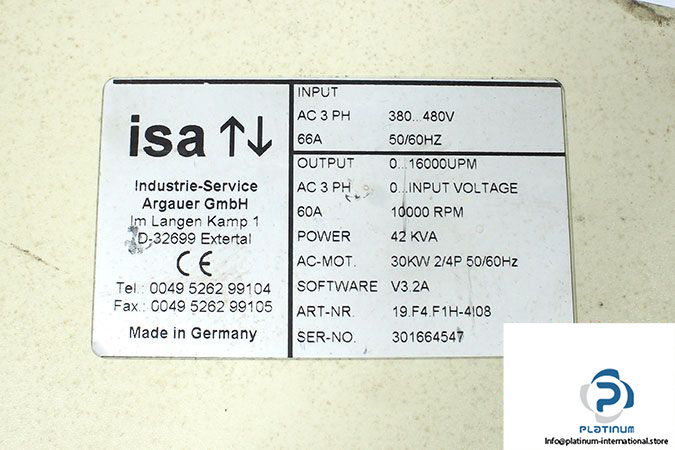 isa ↑↓
Industrie-Service
Argauer GmbH
Im Langen Kamp 1
D-32699 Extertal
CE
Tel.: 0049 5262 99104
Fax.: 0049 5262 99105
Made in Germany
INPUT
AC 3 PH 380...480V
66A 50/60HZ
OUTPUT 0...16000UPM
AC 3 PH 0...INPUT VOLTAGE
60A 10000 RPM
POWER 42 KVA
AC-MOT. 30KW 2/4P 50/60Hz
SOFTWARE V3.2A
ART-NR. 19.F4.F1H-4I08
SER-NO. 301664547
PLATINUM
Info@platinum-international.store